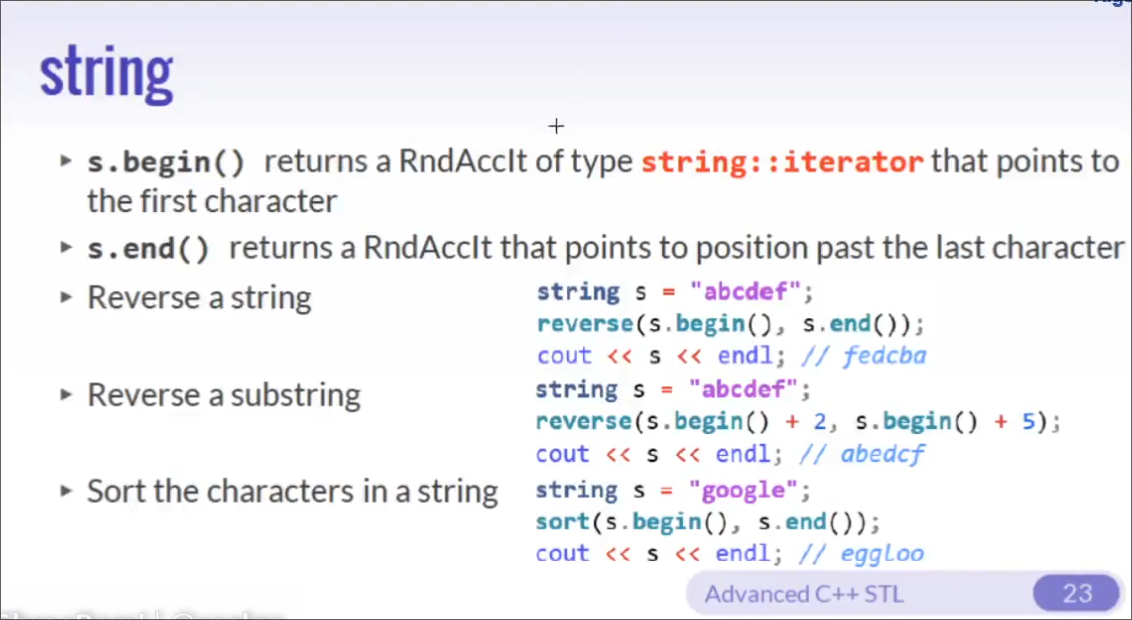 string
▸ s.begin() returns a RndAccIt of type string::iterator that points to
the first character
▸ s.end() returns a RndAccIt that points to position past the last character
▸ Reverse a string
string s = "abcdef";
reverse(s.begin(), s.end());
cout << s << endl; // fedcba
▸ Reverse a substring
string s = "abcdef";
reverse(s.begin() + 2, s.begin() + 5);
cout << s << endl; // abedcf
▸ Sort the characters in a string
string s = "google";
sort(s.begin(), s.end());
cout << s << endl; // eggloo
Advanced C++ STL
23